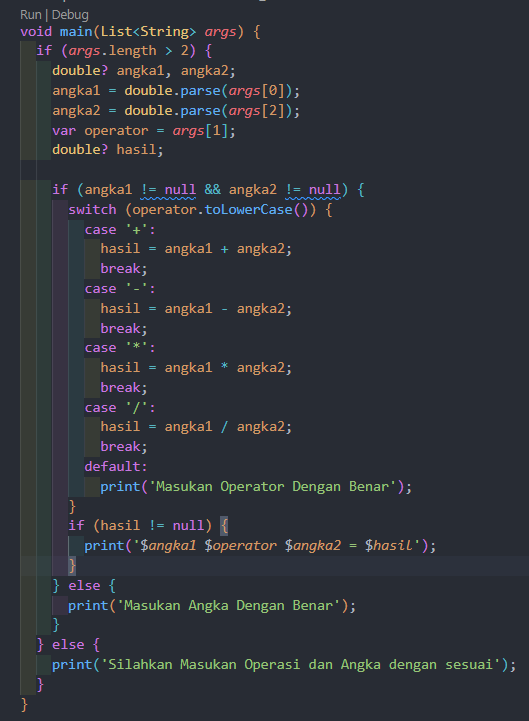 Run | Debug
void main(List<String> args) {
  if (args.length > 2) {
    double? angka1, angka2;
    angka1 = double.parse(args[0]);
    angka2 = double.parse(args[2]);
    var operator = args[1];
    double? hasil;

    if (angka1 != null && angka2 != null) {
      switch (operator.toLowerCase()) {
        case '+':
          hasil = angka1 + angka2;
          break;
        case '-':
          hasil = angka1 - angka2;
          break;
        case '*':
          hasil = angka1 * angka2;
          break;
        case '/':
          hasil = angka1 / angka2;
          break;
        default:
          print('Masukan Operator Dengan Benar');
      }
      if (hasil != null) {
        print('$angka1 $operator $angka2 = $hasil');
      }
    } else {
      print('Masukan Angka Dengan Benar');
    }
  } else {
    print('Silahkan Masukan Operasi dan Angka dengan sesuai');
  }
}